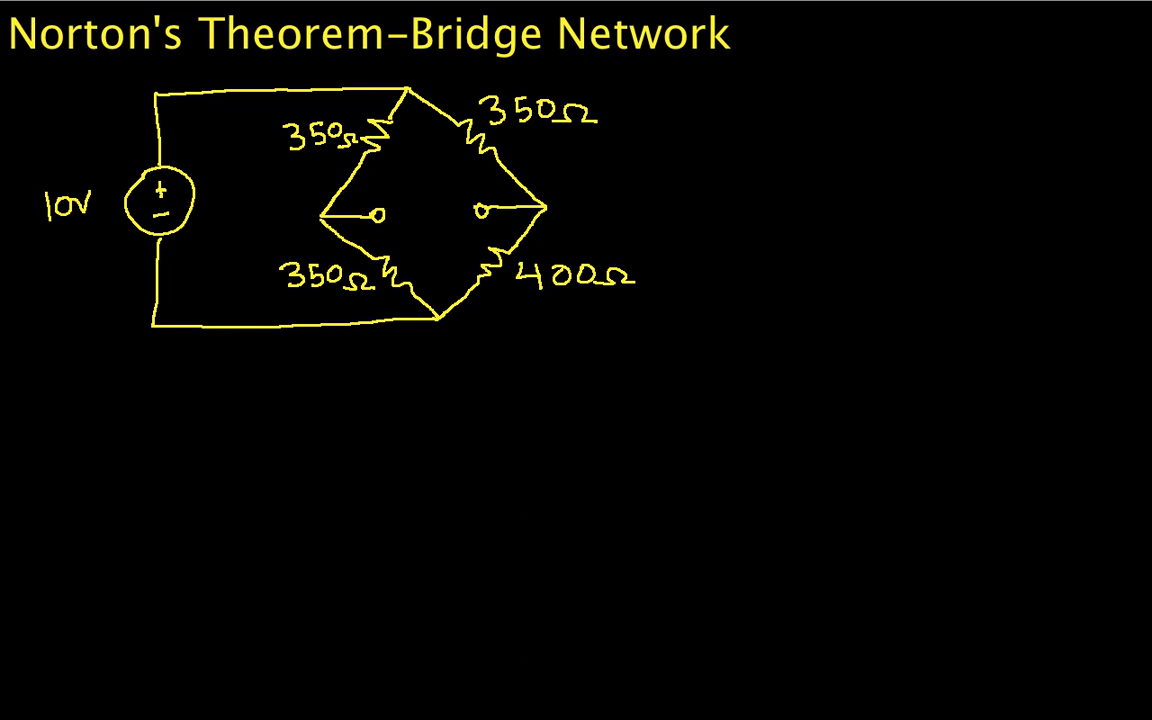 Norton's Theorem-Bridge Network
350Ω
350Ω
10V
+
-
350Ω
400Ω